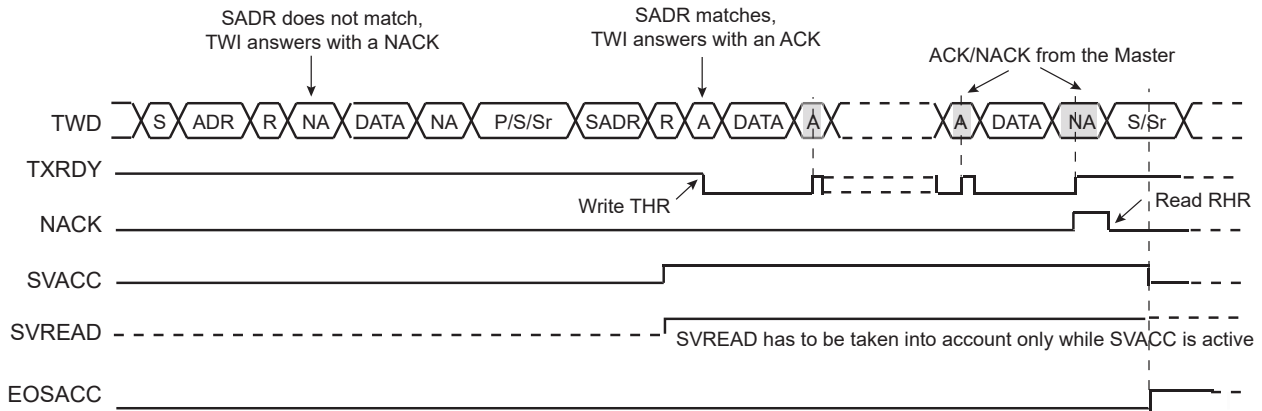 SADR does not match,
TWI answers with a NACK
SADR matches,
TWI answers with an ACK
ACK/NACK from the Master
TWD S ADR R NA DATA NA P/S/Sr SADR R A DATA A A DATA NA S/Sr
TXRDY
Write THR
Read RHR
NACK
SVACC
SVREAD
SVREAD has to be taken into account only while SVACC is active
EOSACC